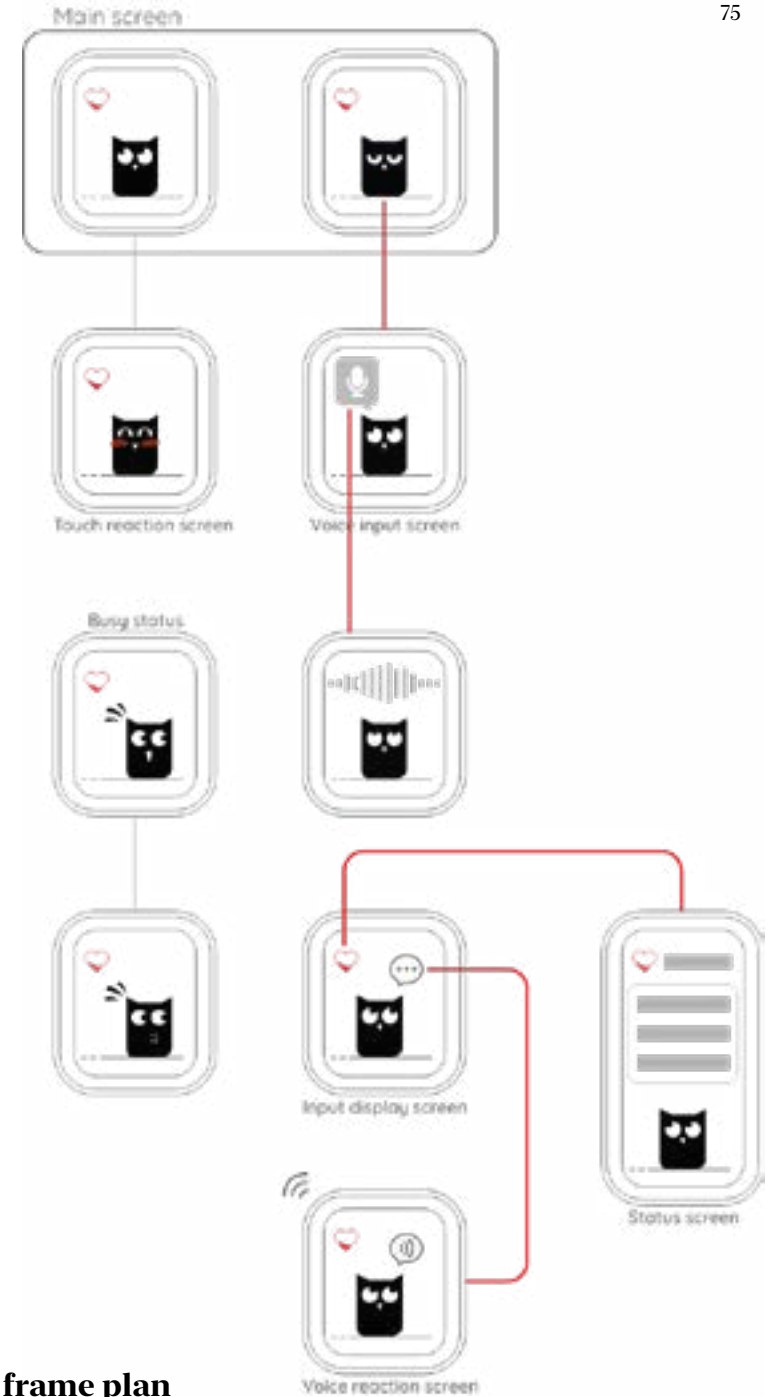 75
Main screen
Touch reaction screen
Voice input screen
Busy status
Input display screen
Status screen
Voice reaction screen
frame plan